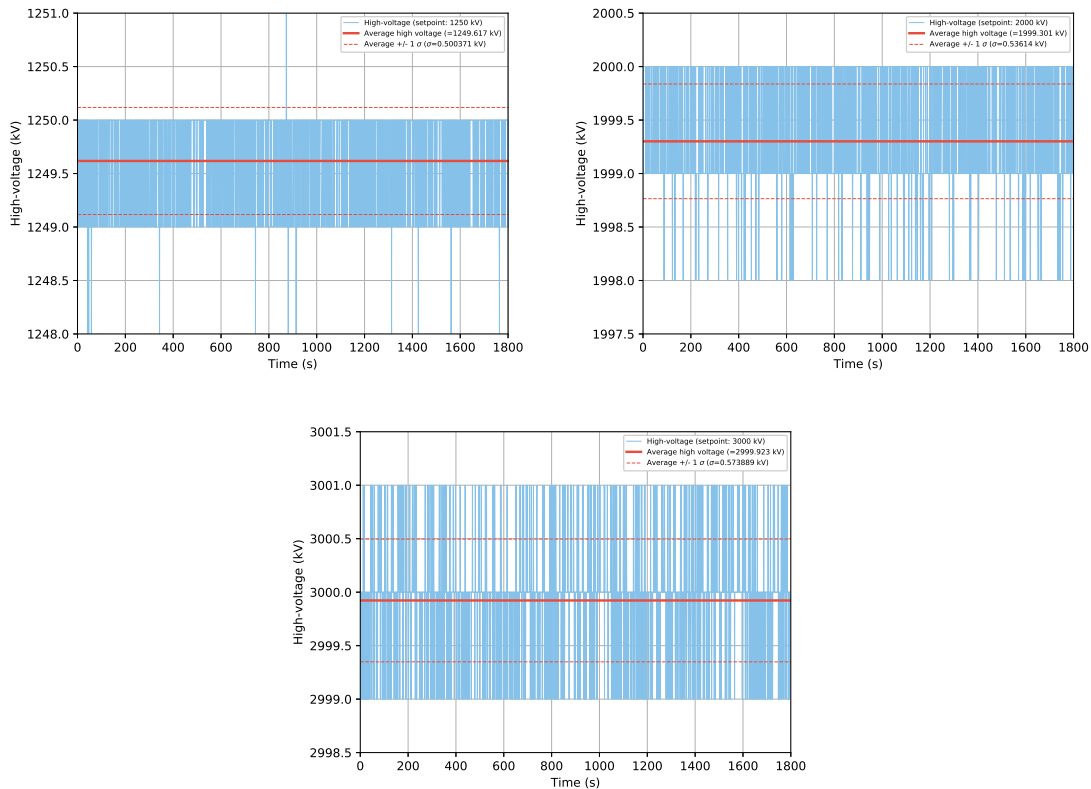 1251.0
1250.5
1250.0
1249.5
1249.0
1248.5
1248.0
High-voltage (kV)
High-voltage (setpoint: 1250 kV)
Average high voltage (=1249.617 kV)
Average +/- 1 σ (σ=0.500371 kV)
0 200 400 600 800 1000 1200 1400 1600 1800
Time (s)
2000.5
2000.0
1999.5
1999.0
1998.5
1998.0
1997.5
High-voltage (kV)
High-voltage (setpoint: 2000 kV)
Average high voltage (=1999.301 kV)
Average +/- 1 σ (σ=0.53614 kV)
0 200 400 600 800 1000 1200 1400 1600 1800
Time (s)
3001.5
3001.0
3000.5
3000.0
2999.5
2999.0
2998.5
High-voltage (kV)
High-voltage (setpoint: 3000 kV)
Average high voltage (=2999.923 kV)
Average +/- 1 σ (σ=0.573889 kV)
0 200 400 600 800 1000 1200 1400 1600 1800
Time (s)